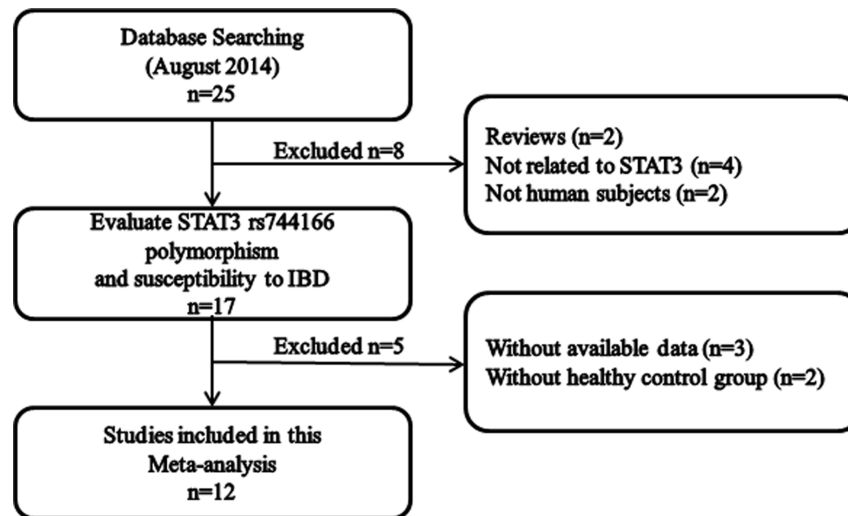 Database Searching
(August 2014)
n=25
Excluded n=8
Reviews (n=2)
Not related to STAT3 (n=4)
Not human subjects (n=2)
Evaluate STAT3 rs744166
polymorphism
and susceptibility to IBD
n=17
Excluded n=5
Without available data (n=3)
Without healthy control group (n=2)
Studies included in this
Meta-analysis
n=12